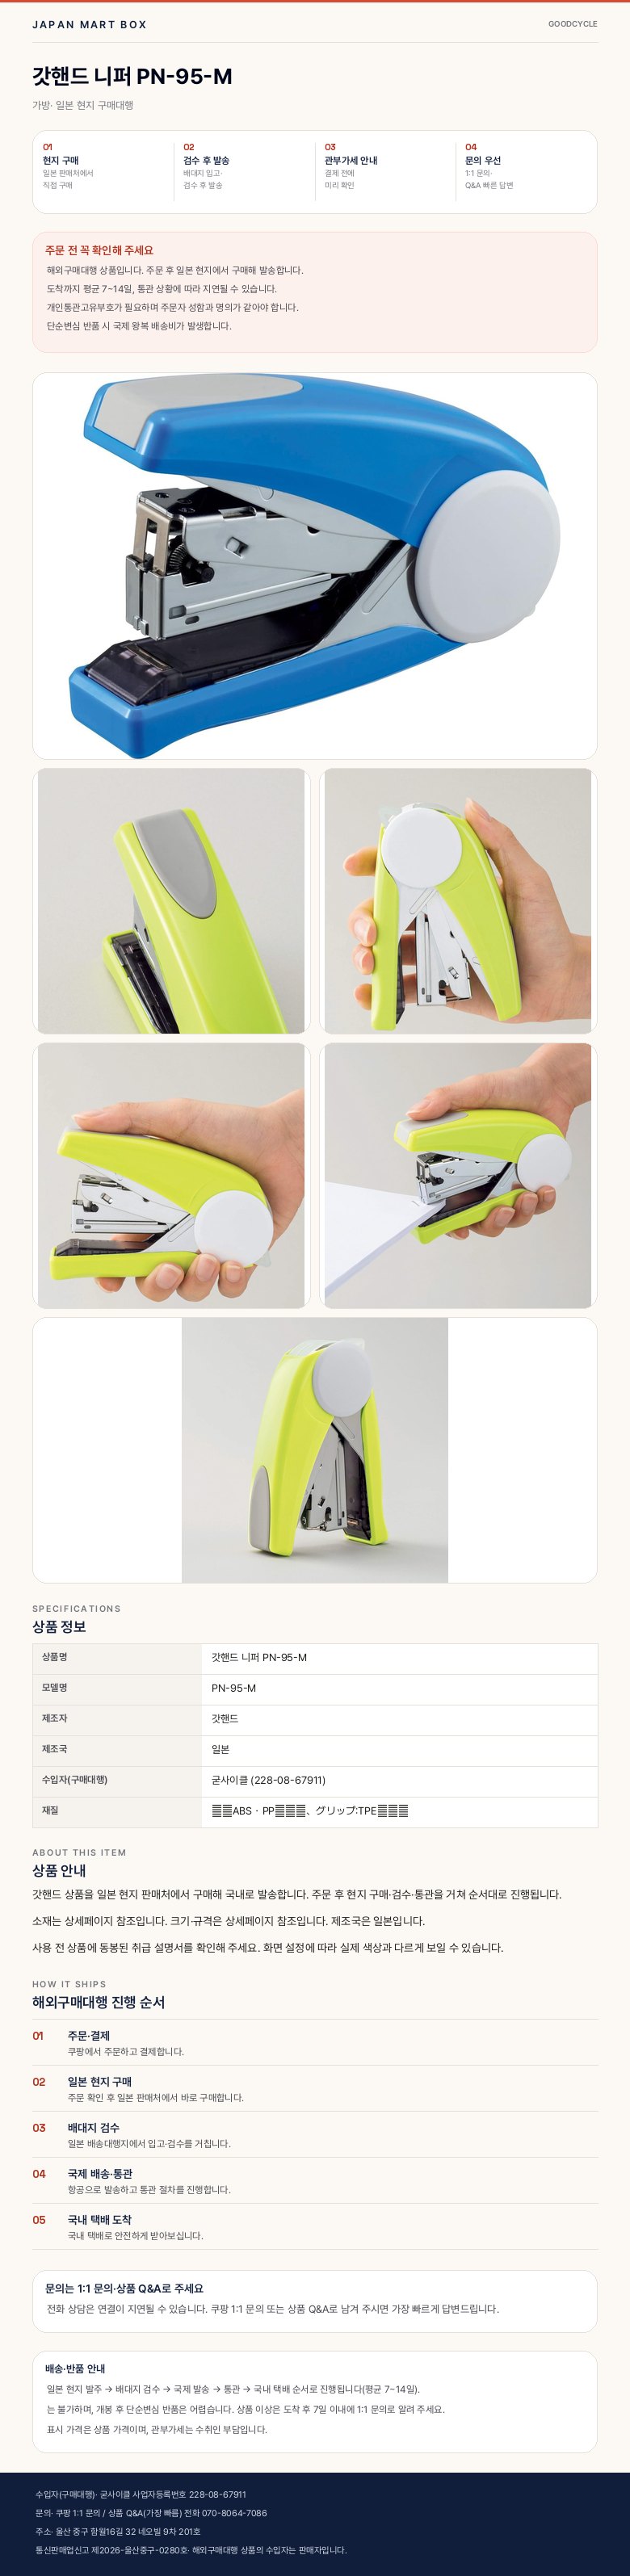 JAPAN MART BOX
GOODCYCLE
갓핸드 니퍼 PN-95-M
가방· 일본 현지 구매대행
01
현지 구매
일본 판매처에서
직접 구매
02
검수 후 발송
배대지 입고·
검수 후 발송
03
관부가세 안내
결제 전에
미리 확인
04
문의 우선
1:1 문의·
Q&A 빠른 답변
주문 전 꼭 확인해 주세요
해외구매대행 상품입니다. 주문 후 일본 현지에서 구매해 발송합니다.
도착까지 평균 7~14일, 통관 상황에 따라 지연될 수 있습니다.
개인통관고유부호가 필요하며 주문자 성함과 명의가 같아야 합니다.
단순변심 반품 시 국제 왕복 배송비가 발생합니다.
SPECIFICATIONS
상품 정보
상품명 갓핸드 니퍼 PN-95-M
모델명 PN-95-M
제조자 갓핸드
제조국 일본
수입자(구매대행) 굳사이클 (228-08-67911)
재질 ABS・PP、グリップ:TPE
ABOUT THIS ITEM
상품 안내
갓핸드 상품을 일본 현지 판매처에서 구매해 국내로 발송합니다. 주문 후 현지 구매·검수·통관을 거쳐 순서대로 진행됩니다.
소재는 상세페이지 참조입니다. 크기·규격은 상세페이지 참조입니다. 제조국은 일본입니다.
사용 전 상품에 동봉된 취급 설명서를 확인해 주세요. 화면 설정에 따라 실제 색상과 다르게 보일 수 있습니다.
HOW IT SHIPS
해외구매대행 진행 순서
01 주문·결제
쿠팡에서 주문하고 결제합니다.
02 일본 현지 구매
주문 확인 후 일본 판매처에서 바로 구매합니다.
03 배대지 검수
일본 배송대행지에서 입고·검수를 거칩니다.
04 국제 배송·통관
항공으로 발송하고 통관 절차를 진행합니다.
05 국내 택배 도착
국내 택배로 안전하게 받아보십니다.
문의는 1:1 문의·상품 Q&A로 주세요
전화 상담은 연결이 지연될 수 있습니다. 쿠팡 1:1 문의 또는 상품 Q&A로 남겨 주시면 가장 빠르게 답변드립니다.
배송·반품 안내
일본 현지 발주 → 배대지 검수 → 국제 발송 → 통관 → 국내 택배 순서로 진행됩니다(평균 7~14일).
는 불가하며, 개봉 후 단순변심 반품은 어렵습니다. 상품 이상은 도착 후 7일 이내에 1:1 문의로 알려 주세요.
표시 가격은 상품 가격이며, 관부가세는 수취인 부담입니다.
수입자(구매대행)· 굳사이클 사업자등록번호 228-08-67911
문의· 쿠팡 1:1 문의 / 상품 Q&A(가장 빠름) 전화 070-8064-7086
주소· 울산 중구 함월16길 32 네오빌 9차 201호
통신판매업신고 제2026-울산중구-0280호· 해외구매대행 상품의 수입자는 판매자입니다.